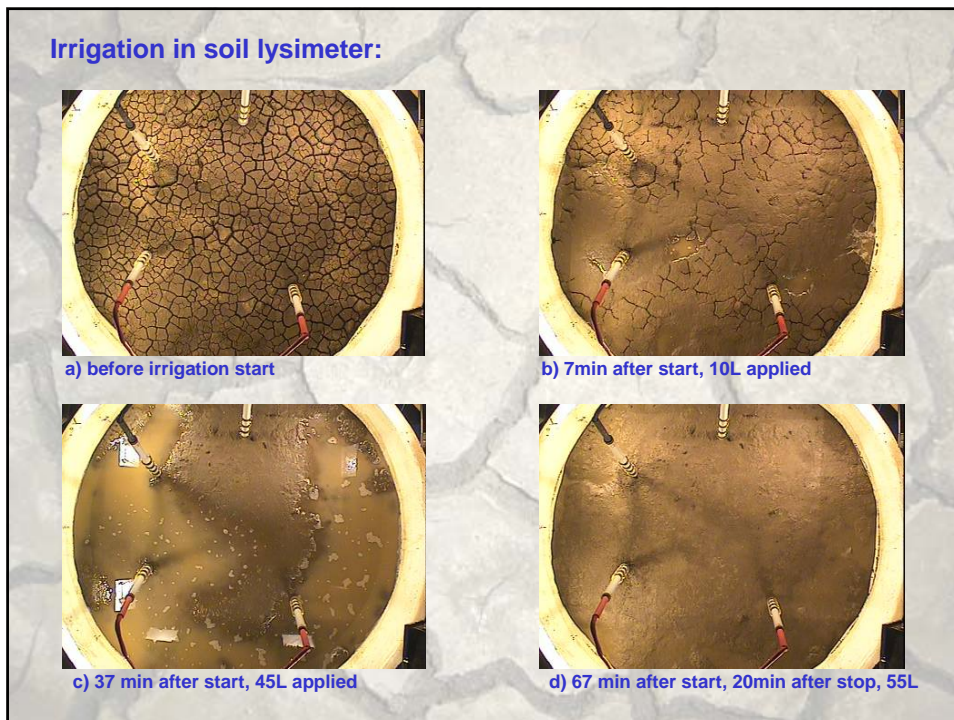 Irrigation in soil lysimeter:
a) before irrigation start
b) 7min after start, 10L applied
c) 37 min after start, 45L applied
d) 67 min after start, 20min after stop, 55L